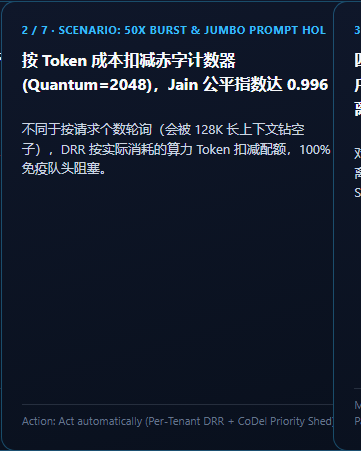 2 / 7 · SCENARIO: 50X BURST & JUMBO PROMPT HOL
3
按 Token 成本扣减赤字计数器
(Quantum=2048)，Jain 公平指数达 0.996
不同于按请求个数轮询（会被 128K 长上下文钻空
子），DRR 按实际消耗的算力 Token 扣减配额，100%
免疫队头阻塞。
Action: Act automatically (Per-Tenant DRR + CoDel Priority Shed)